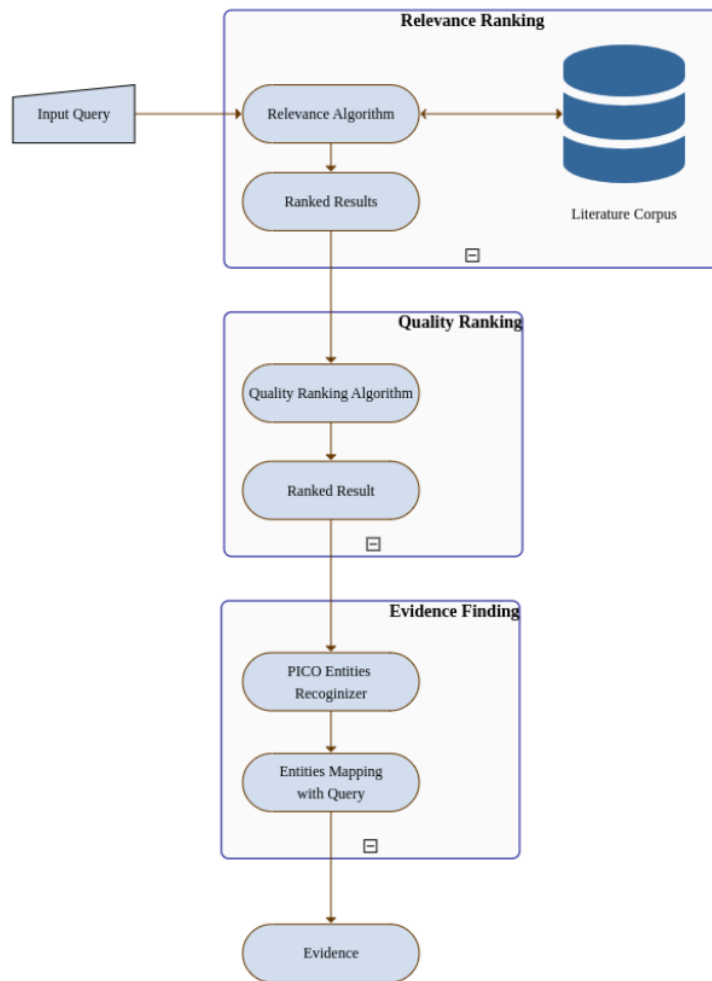 Relevance Ranking
Input Query
Relevance Algorithm
Ranked Results
Literature Corpus
Quality Ranking
Quality Ranking Algorithm
Ranked Result
Evidence Finding
PICO Entities
Recoginizer
Entities Mapping
with Query
Evidence